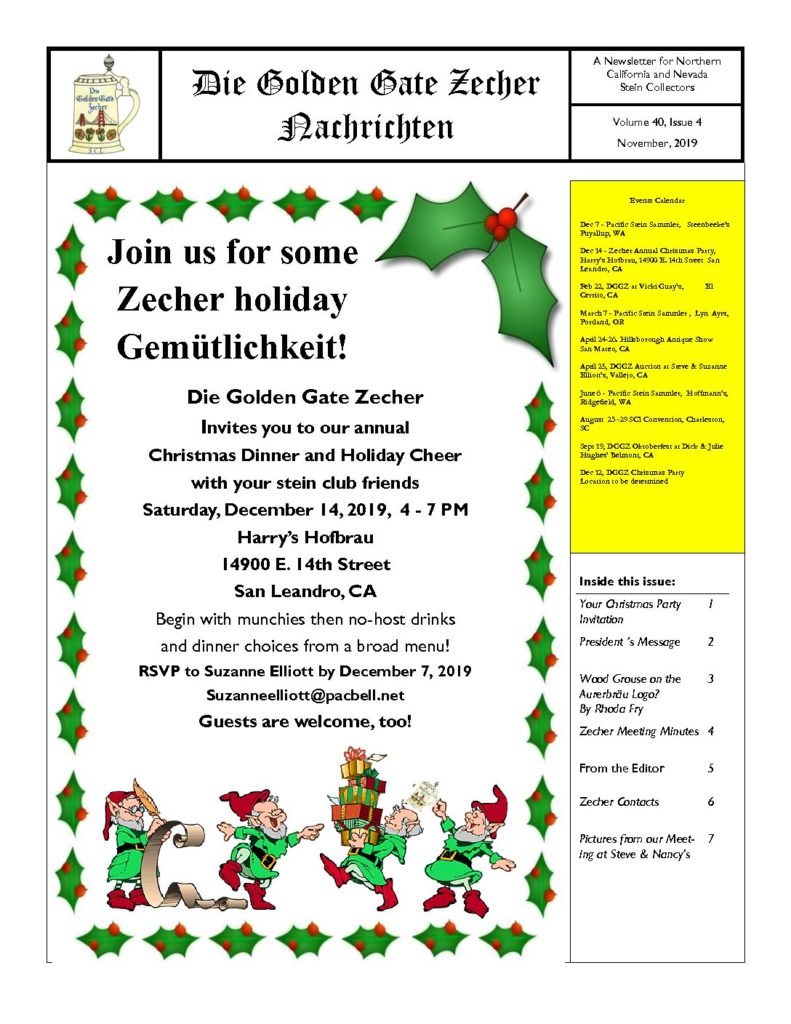 Die
Golden Gate
Zecher
S.C.I.
Die Golden Gate Zecher
Nachrichten
A Newsletter for Northern
California and Nevada
Stein Collectors
Volume 40, Issue 4
November, 2019
Join us for some
Zecher holiday
Gemütlichkeit!
Die Golden Gate Zecher
Invites you to our annual
Christmas Dinner and Holiday Cheer
with your stein club friends
Saturday, December 14, 2019, 4 - 7 PM
Harry's Hofbrau
14900 E. 14th Street
San Leandro, CA
Begin with munchies then no-host drinks
and dinner choices from a broad menu!
RSVP to Suzanne Elliott by December 7, 2019
Suzanneelliott@pacbell.net
Guests are welcome, too!
Events Calendar
Dec 7 - Pacific Stein Sammler, Steenbecke's
Puyallup, WA
Dec 14 - Zecher Annual Christmas Party,
Harry's Hofbrau, 14900 E. 14th Street San
Leandro, CA
Feb 22, DGGZ at Vicki Guay's, El
Cerrito, CA
March 7 - Pacific Stein Sammler , Lyn Ayers,
Portland, OR
April 24-26. Hillsborough Antique Show
San Mateo, CA
April 25, DGGZ Auction at Steve & Suzanne
Elliott's, Vallejo, CA
June 6 - Pacific Stein Sammler, Hoffmann's,
Ridgefield, WA
August 25 -29 SCI Convention, Charleston,
SC
Sept 19, DGGZ Oktoberfest at Dick & Julie
Hughes' Belmont, CA
Dec 12, DGGZ Christmas Party
Location to be determined
Inside this issue:
Your Christmas Party 1
Invitation
President 's Message 2
Wood Grouse on the 3
Aurerbräu Logo?
By Rhoda Fry
Zecher Meeting Minutes 4
From the Editor 5
Zecher Contacts 6
Pictures from our Meet- 7
ing at Steve & Nancy's